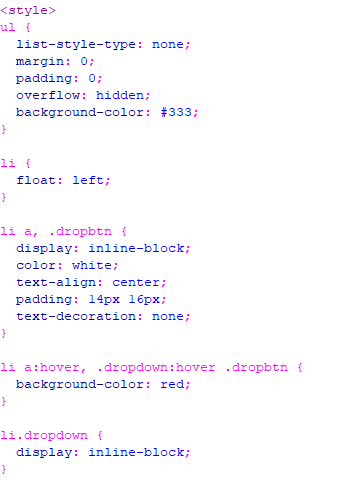 <style>
ul {
  list-style-type: none;
  margin: 0;
  padding: 0;
  overflow: hidden;
  background-color: #333;
}

li {
  float: left;
}

li a, .dropbtn {
  display: inline-block;
  color: white;
  text-align: center;
  padding: 14px 16px;
  text-decoration: none;
}

li a:hover, .dropdown:hover .dropbtn {
  background-color: red;
}

li.dropdown {
  display: inline-block;
}